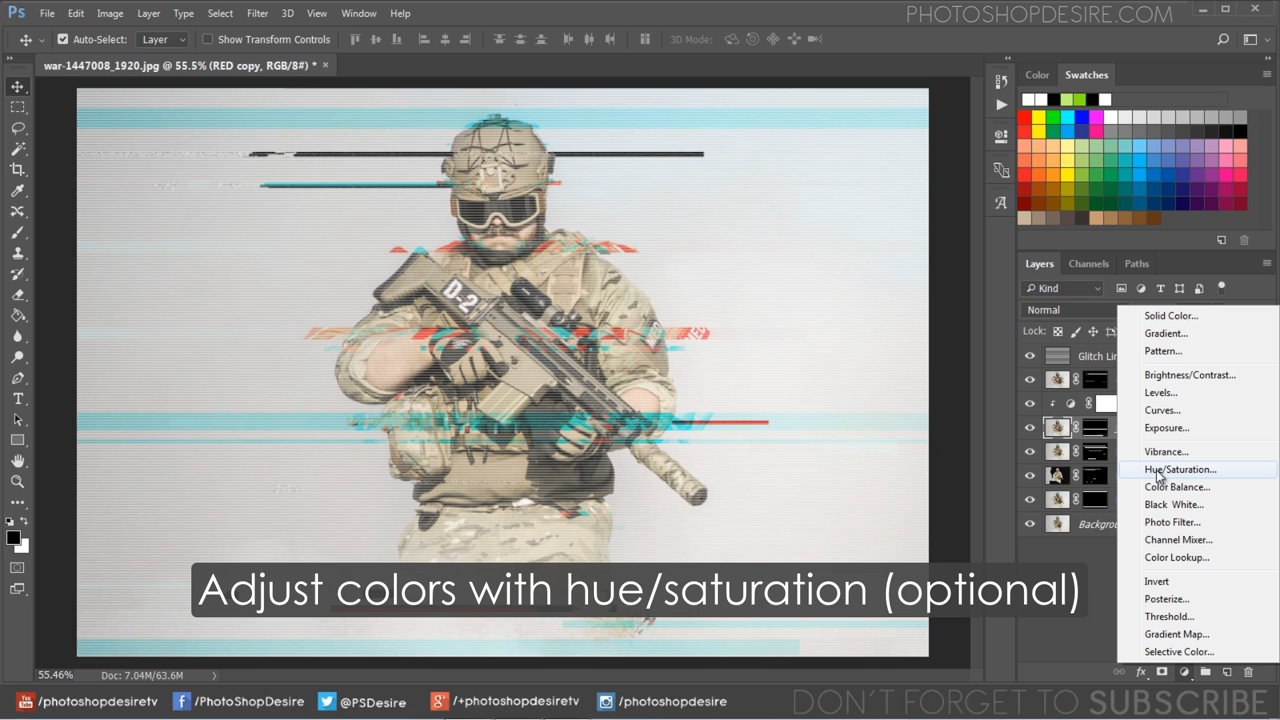 Ps File Edit Image Layer Type Select Filter 3D View Window Help
PHOTOSHOPDESIRE.COM
Auto-Select: Layer Show Transform Controls 3D Mode:
war-1447008_1920.jpg @ 55.5% (RED copy, RGB/8#) *
Color Swatches
D-2
Layers Channels Paths
Kind
Normal
Lock:
Glitch Lin
Backgrou
Solid Color...
Gradient...
Pattern...
Brightness/Contrast...
Levels...
Curves...
Exposure...
Vibrance...
Hue/Saturation...
Color Balance...
Black White...
Photo Filter...
Channel Mixer...
Color Lookup...
Invert
Posterize...
Threshold...
Gradient Map...
Selective Color...
Adjust colors with hue/saturation (optional)
55.46% Doc: 7.04M/63.6M
You Tube /photoshopdesiretv /PhotoShopDesire @PSDesire /+photoshopdesiretv /photoshopdesire
DON'T FORGET TO SUBSCRIBE